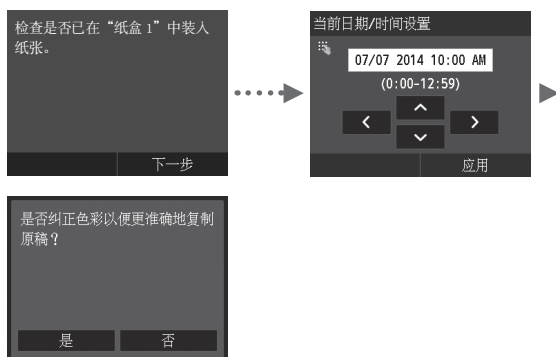 检查是否已在“纸盒 1”中装入
纸张。
下一步
当前日期/时间设置
07/07 2014 10:00 AM
(0:00-12:59)
应用
是否纠正色彩以便更准确地复制
原稿?
是
否